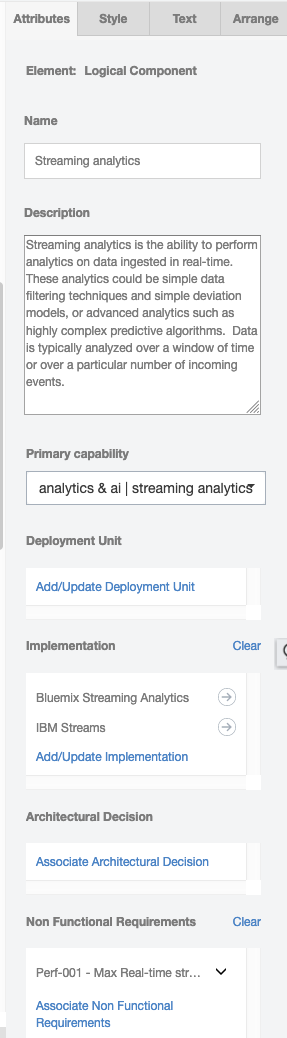 Attributes Style Text Arrange
Element: Logical Component
Name
Streaming analytics
Description
Streaming analytics is the ability to perform
analytics on data ingested in real-time.
These analytics could be simple data
filtering techniques and simple deviation
models, or advanced analytics such as
highly complex predictive algorithms. Data
is typically analyzed over a window of time
or over a particular number of incoming
events.
Primary capability
analytics & ai | streaming analytics
Deployment Unit
Add/Update Deployment Unit
Implementation Clear
Bluemix Streaming Analytics
IBM Streams
Add/Update Implementation
Architectural Decision
Associate Architectural Decision
Non Functional Requirements Clear
Perf-001 - Max Real-time str...
Associate Non Functional
Requirements